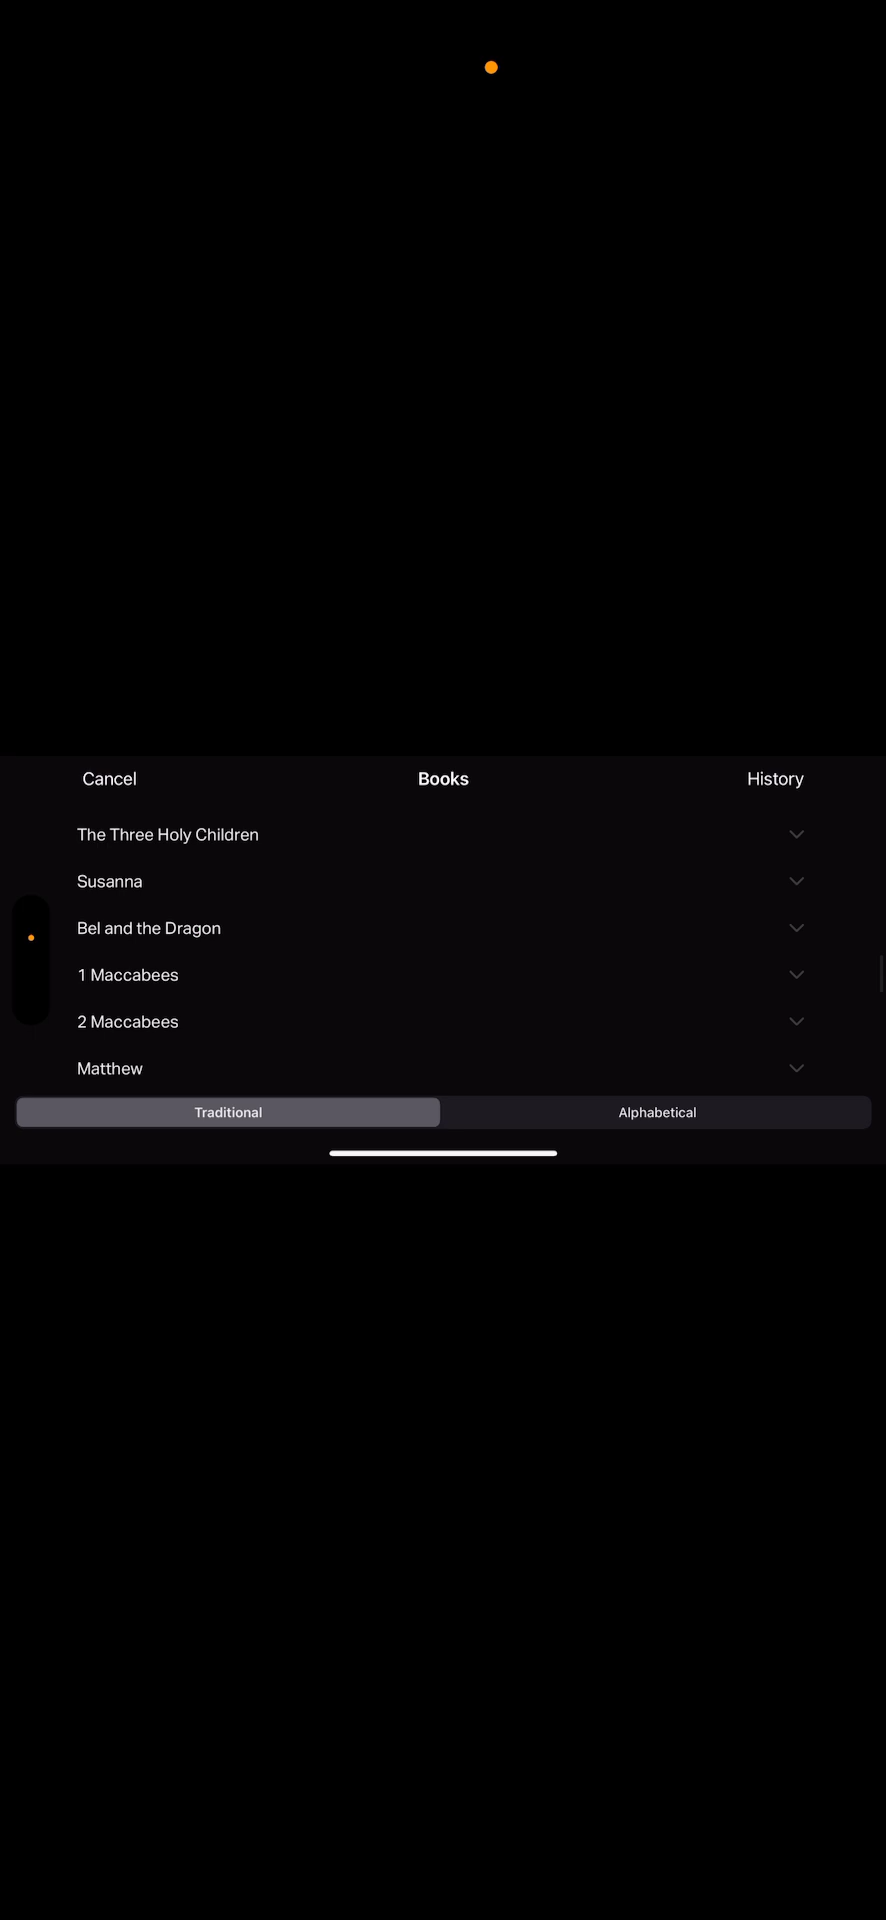 Cancel Books History
The Three Holy Children
Susanna
Bel and the Dragon
1 Maccabees
2 Maccabees
Matthew
Traditional Alphabetical